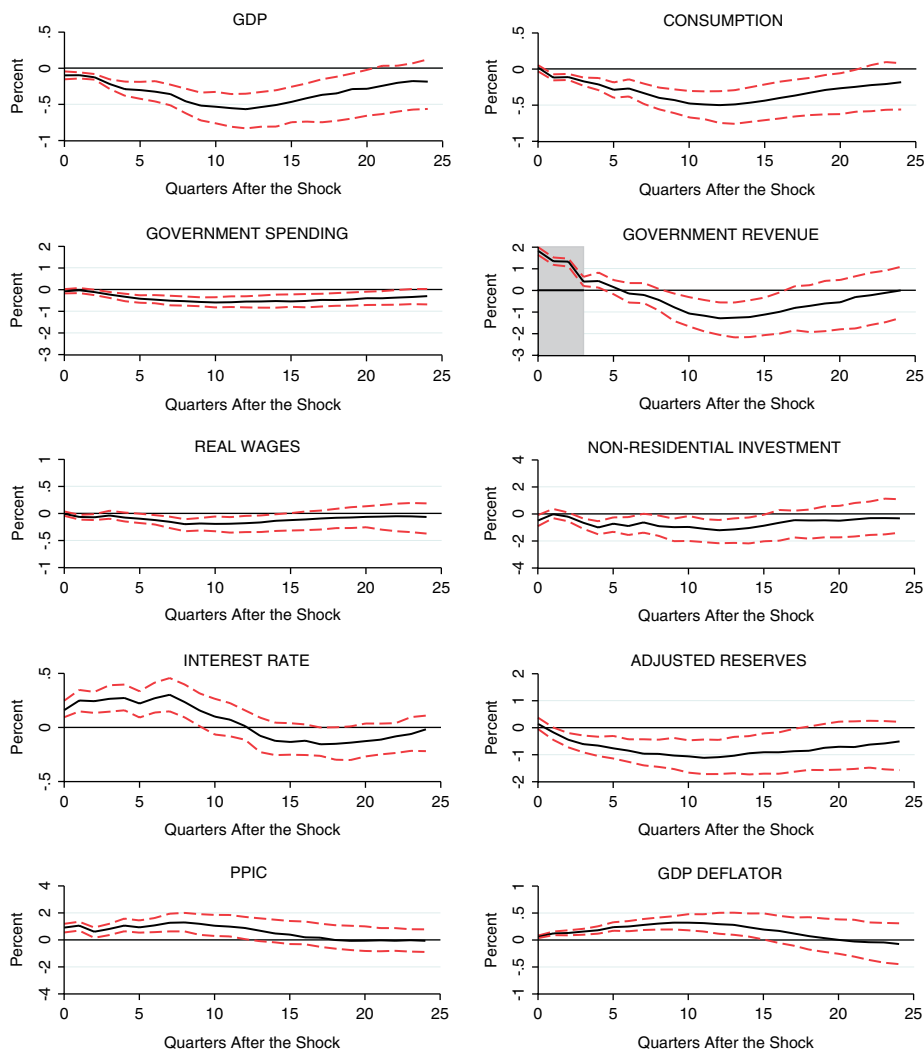 GDP
Percent
.5
0
-.5
-1
0 5 10 15 20 25
Quarters After the Shock
CONSUMPTION
Percent
.5
0
-.5
-1
0 5 10 15 20 25
Quarters After the Shock
GOVERNMENT SPENDING
Percent
2
1
0
-1
-2
-3
0 5 10 15 20 25
Quarters After the Shock
GOVERNMENT REVENUE
Percent
2
1
0
-1
-2
-3
0 5 10 15 20 25
Quarters After the Shock
REAL WAGES
Percent
1
.5
0
-.5
-1
0 5 10 15 20 25
Quarters After the Shock
NON-RESIDENTIAL INVESTMENT
Percent
4
2
0
-2
-4
0 5 10 15 20 25
Quarters After the Shock
INTEREST RATE
Percent
.5
0
-.5
0 5 10 15 20 25
Quarters After the Shock
ADJUSTED RESERVES
Percent
2
1
0
-1
-2
0 5 10 15 20 25
Quarters After the Shock
PPIC
Percent
4
2
0
-2
-4
0 5 10 15 20 25
Quarters After the Shock
GDP DEFLATOR
Percent
1
.5
0
-.5
-1
0 5 10 15 20 25
Quarters After the Shock